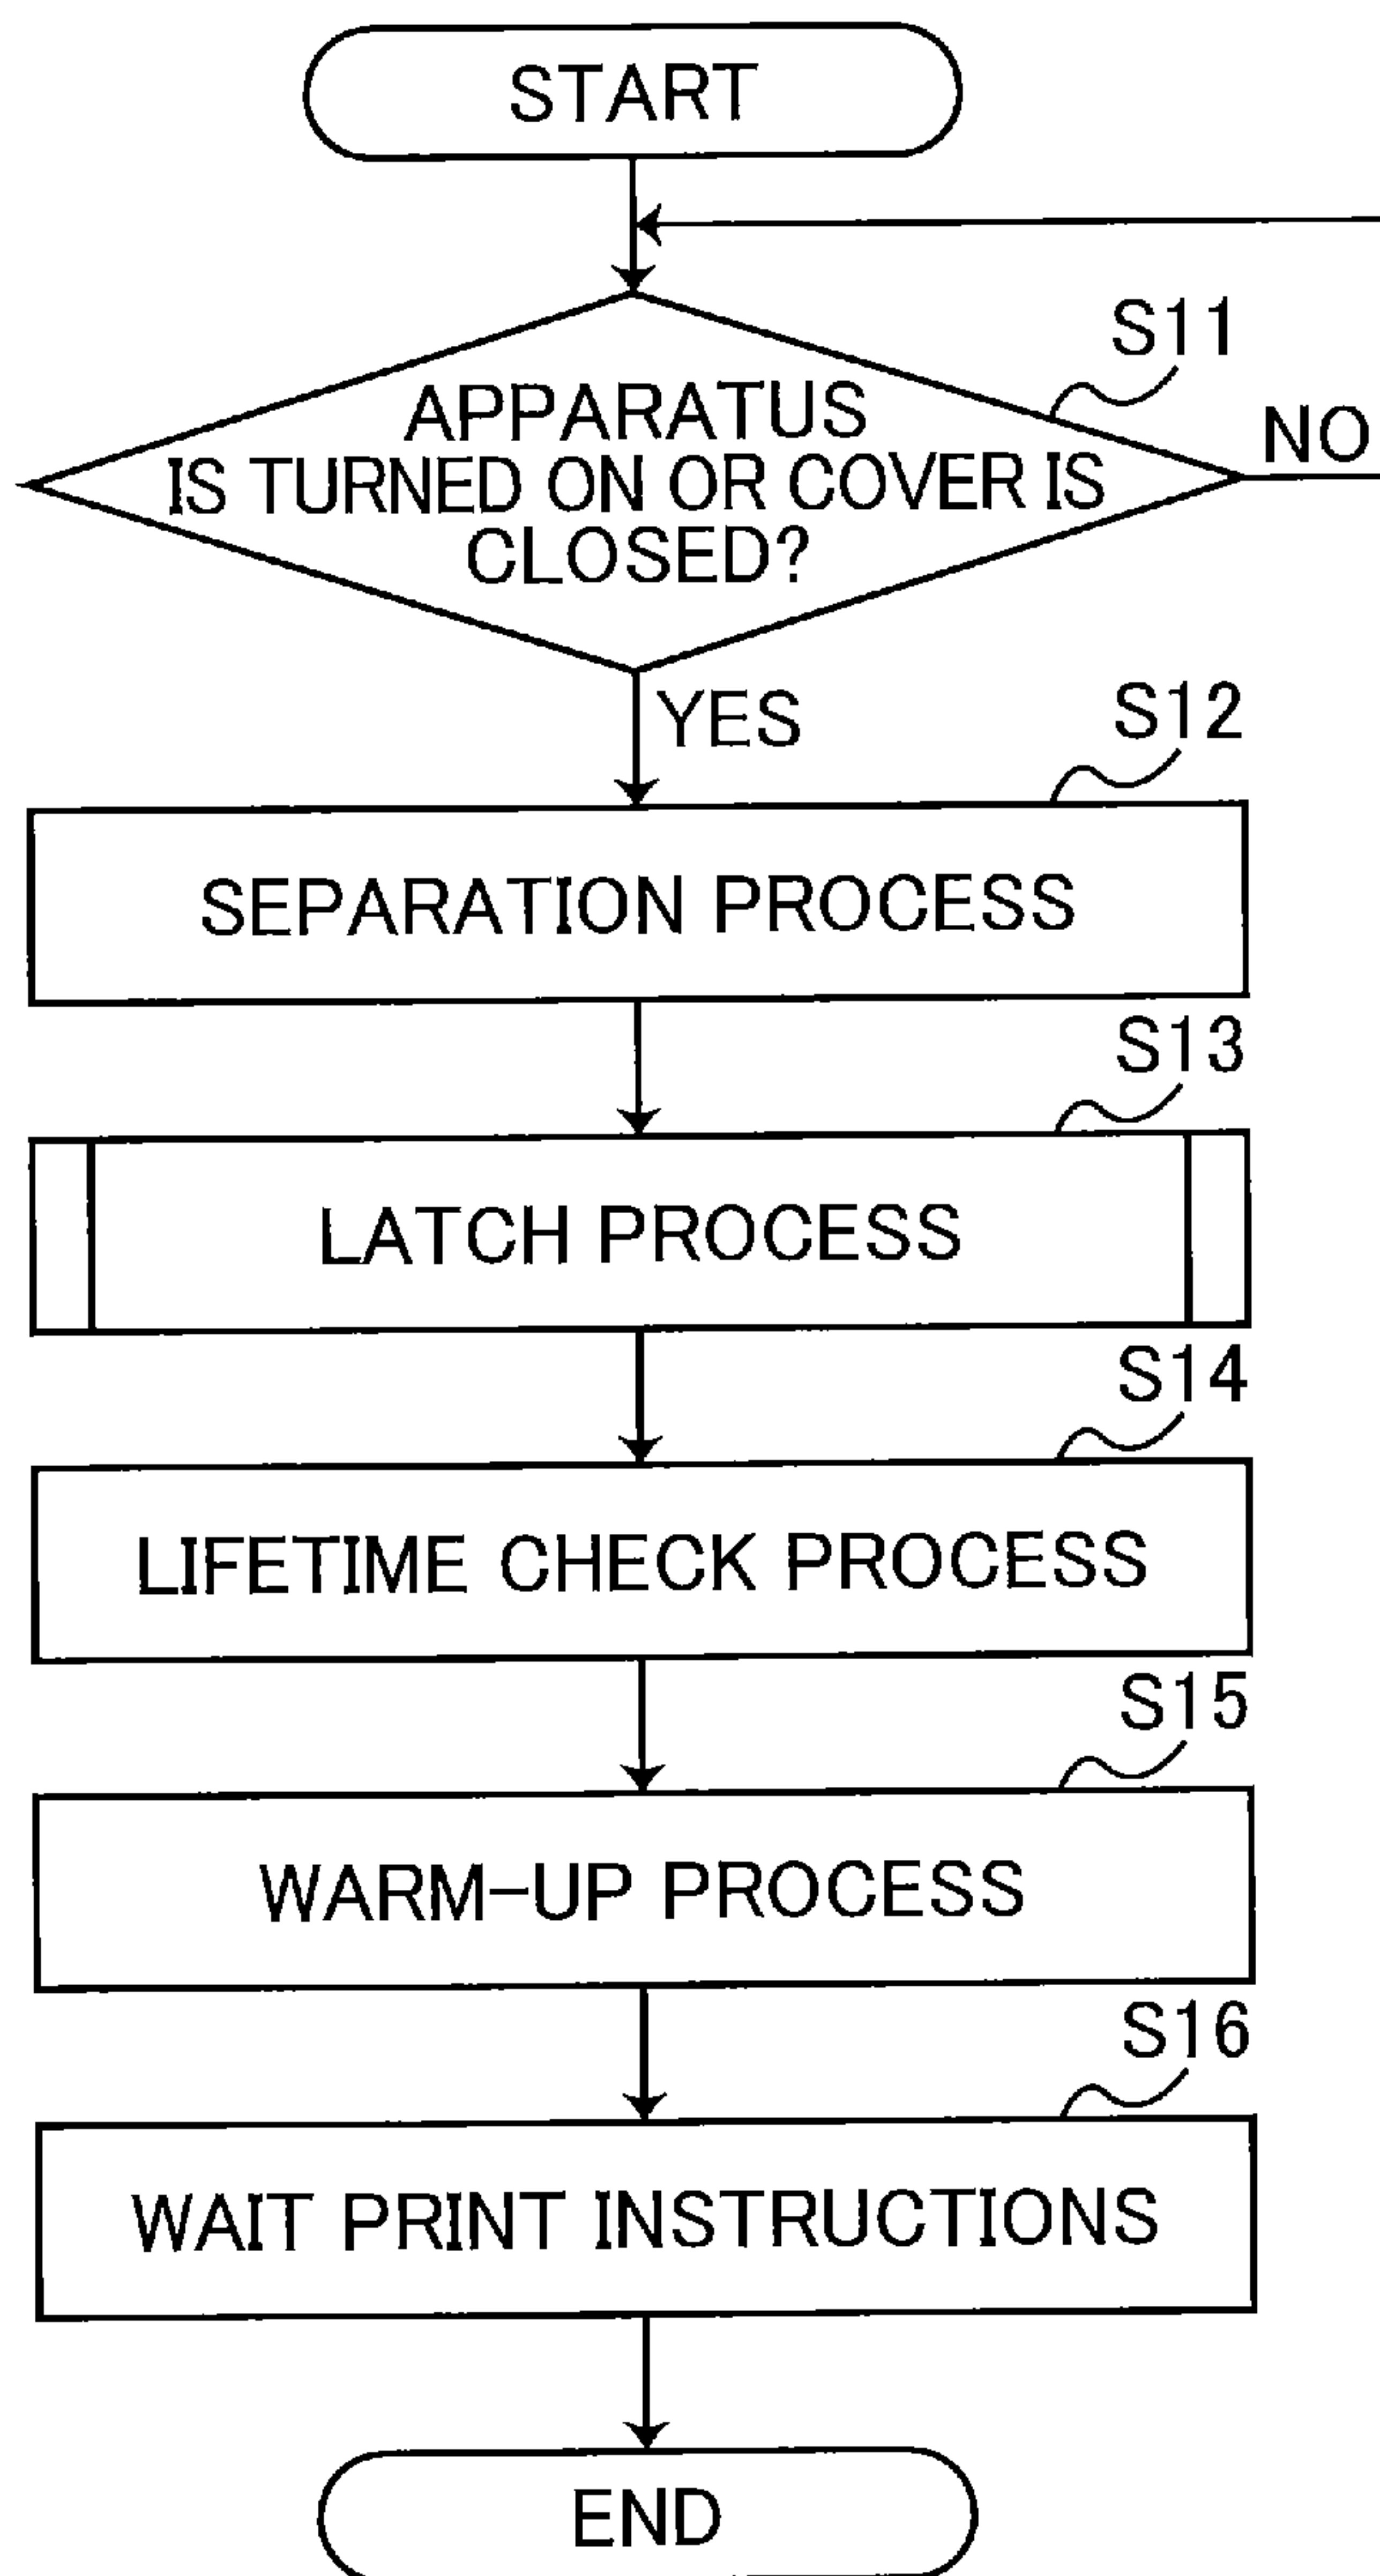 START
S11
APPARATUS
IS TURNED ON OR COVER IS
CLOSED?
NO
YES
S12
SEPARATION PROCESS
S13
LATCH PROCESS
S14
LIFETIME CHECK PROCESS
S15
WARM-UP PROCESS
S16
WAIT PRINT INSTRUCTIONS
END